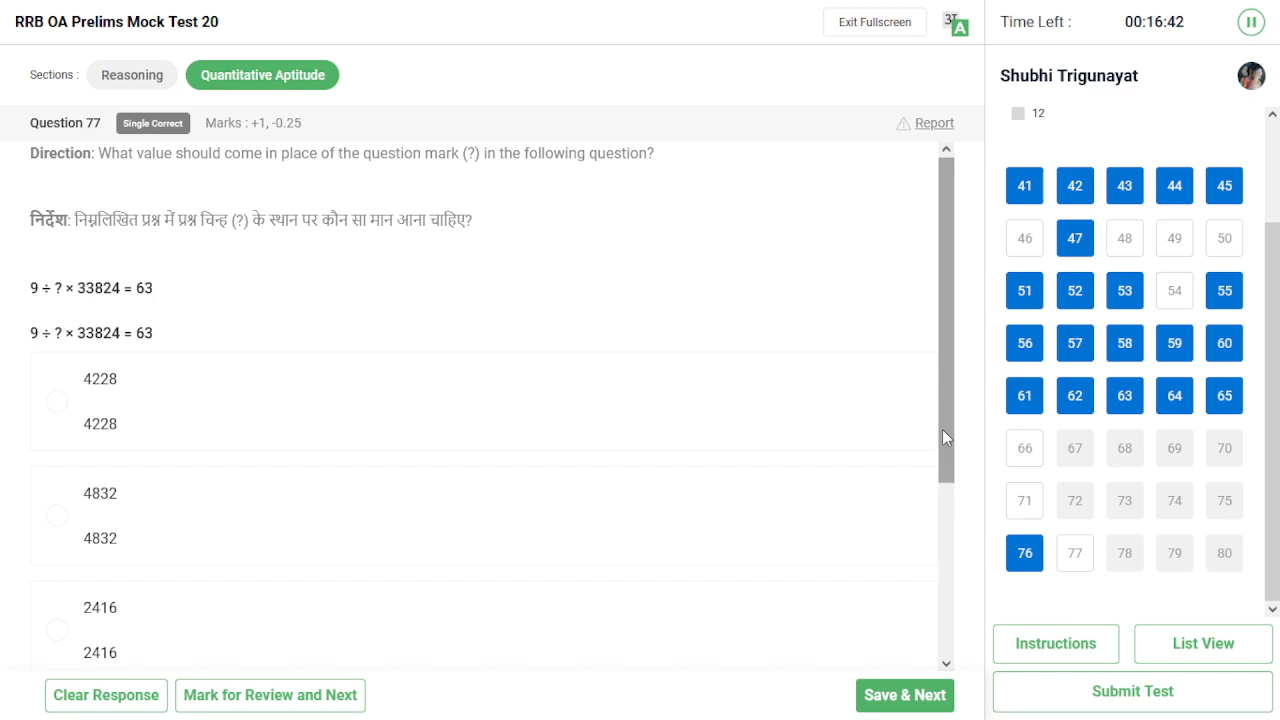 RRB OA Prelims Mock Test 20
Exit Fullscreen
A
Time Left :
00:16:42
Sections :
Reasoning
Quantitative Aptitude
Shubhi Trigunayat
12
Question 77
Single Correct
Marks : +1, -0.25
Report
Direction: What value should come in place of the question mark (?) in the following question?
निर्देश: निम्नलिखित प्रश्न में प्रश्न चिन्ह (?) के स्थान पर कौन सा मान आना चाहिए?
9 ÷ ? × 33824 = 63
9 ÷ ? × 33824 = 63
4228
4228
4832
4832
2416
2416
41 42 43 44 45
46 47 48 49 50
51 52 53 54 55
56 57 58 59 60
61 62 63 64 65
66 67 68 69 70
71 72 73 74 75
76 77 78 79 80
Instructions
List View
Clear Response
Mark for Review and Next
Save & Next
Submit Test